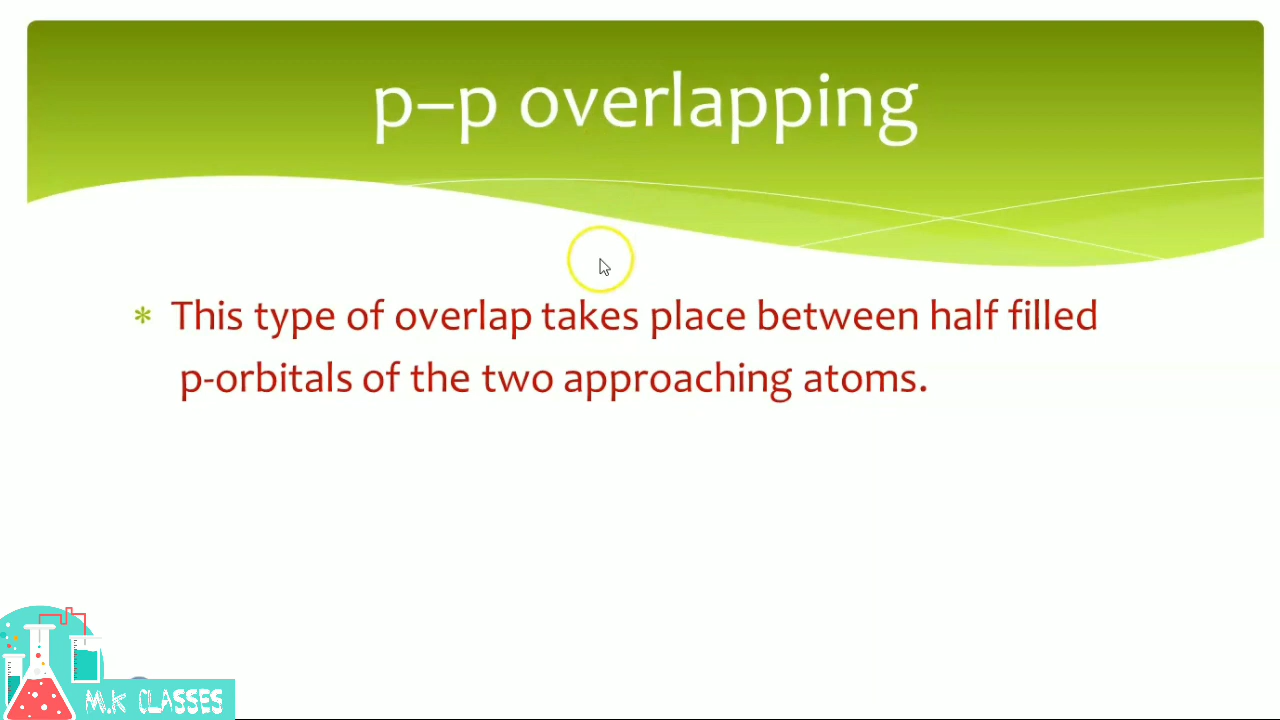 p–p overlapping
* This type of overlap takes place between half filled
p-orbitals of the two approaching atoms.
M.K CLASSES